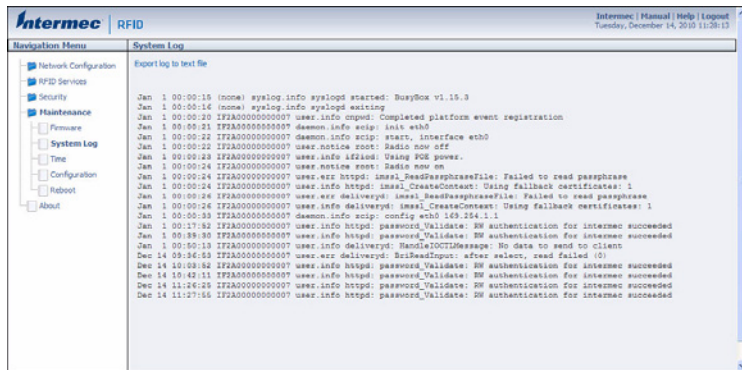 Intermec | RFID
Intermec | Manual | Help | Logout
Tuesday, December 14, 2010 11:28:13
Navigation Menu
Network Configuration
RFID Services
Security
Maintenance
Firmware
System Log
Time
Configuration
Reboot
About
System Log
Export log to text file
Jan 1 00:00:15 (none) syslog.info syslogd started: BusyBox v1.15.3
Jan 1 00:00:16 (none) syslog.info syslogd exiting
Jan 1 00:00:20 IF2A00000000007 user.info cnpwd: Completed platform event registration
Jan 1 00:00:21 IF2A00000000007 daemon.info scip: init eth0
Jan 1 00:00:22 IF2A00000000007 daemon.info scip: start, interface eth0
Jan 1 00:00:22 IF2A00000000007 user.notice root: Radio now off
Jan 1 00:00:23 IF2A00000000007 user.info if2iod: Using POE power.
Jan 1 00:00:24 IF2A00000000007 user.notice root: Radio now on
Jan 1 00:00:24 IF2A00000000007 user.err httpd: imssl_ReadPassphraseFile: Failed to read passphrase
Jan 1 00:00:24 IF2A00000000007 user.info httpd: imssl_CreateContext: Using fallback certificates: 1
Jan 1 00:00:26 IF2A00000000007 user.err deliveryd: imssl_ReadPassphraseFile: Failed to read passphrase
Jan 1 00:00:26 IF2A00000000007 user.info deliveryd: imssl_CreateContext: Using fallback certificates: 1
Jan 1 00:00:33 IF2A00000000007 daemon.info scip: config eth0 169.254.1.1
Jan 1 00:17:52 IF2A00000000007 user.info httpd: password_Validate: RW authentication for intermec succeeded
Jan 1 00:39:30 IF2A00000000007 user.info httpd: password_Validate: RW authentication for intermec succeeded
Jan 1 00:50:13 IF2A00000000007 user.info deliveryd: HandleIOCTLMessage: No data to send to client
Dec 14 09:36:53 IF2A00000000007 user.err deliveryd: BriReadInput: after select, read failed (0)
Dec 14 10:03:52 IF2A00000000007 user.info httpd: password_Validate: RW authentication for intermec succeeded
Dec 14 10:42:11 IF2A00000000007 user.info httpd: password_Validate: RW authentication for intermec succeeded
Dec 14 11:26:25 IF2A00000000007 user.info httpd: password_Validate: RW authentication for intermec succeeded
Dec 14 11:27:55 IF2A00000000007 user.info httpd: password_Validate: RW authentication for intermec succeeded